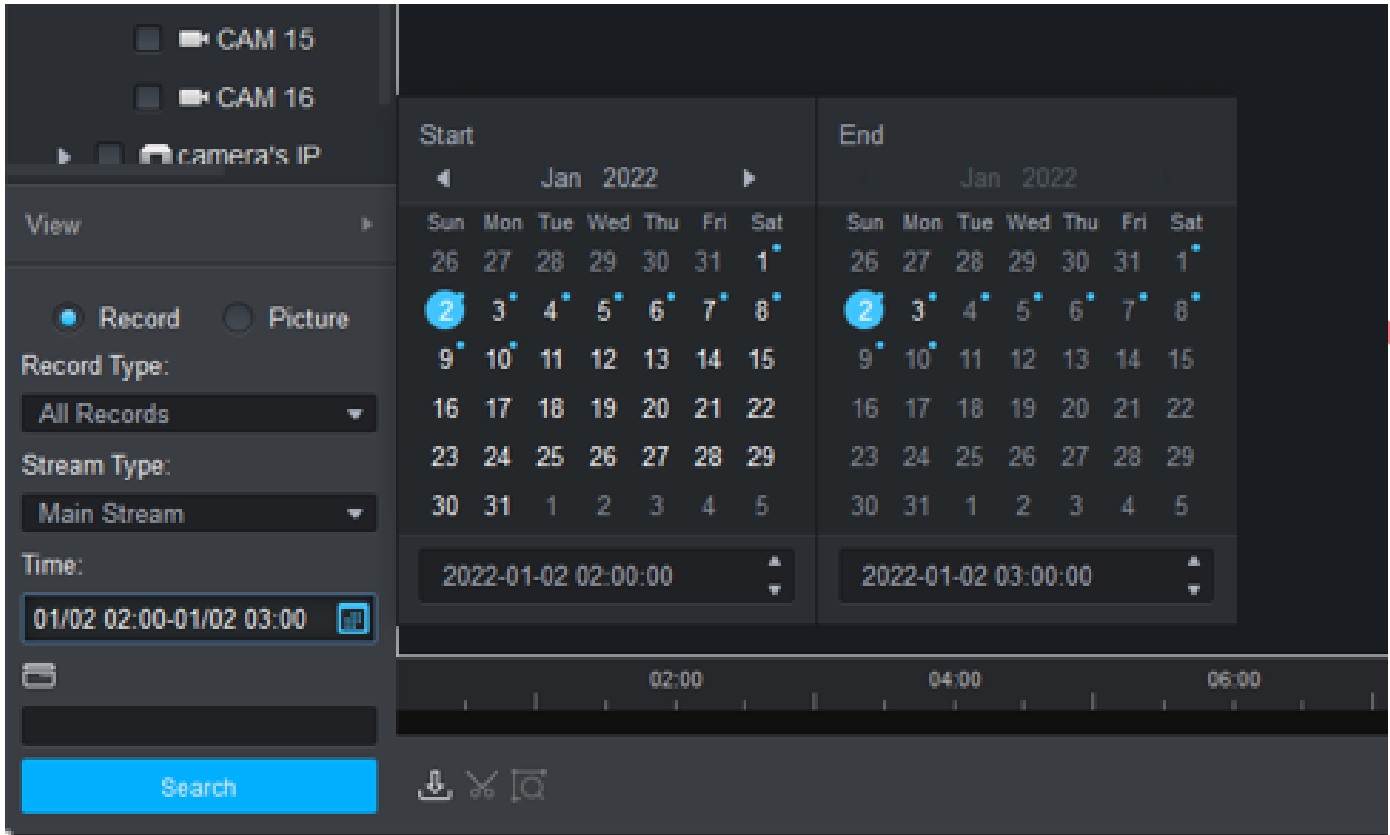 CAM 15
CAM 16
camera's IP
View
Record Picture
Record Type:
All Records
Stream Type:
Main Stream
Time:
01/02 02:00-01/02 03:00
Search
Start
Jan 2022
Sun Mon Tue Wed Thu Fri Sat
26 27 28 29 30 31 1
2 3 4 5 6 7 8
9 10 11 12 13 14 15
16 17 18 19 20 21 22
23 24 25 26 27 28 29
30 31 1 2 3 4 5
2022-01-02 02:00:00
End
Jan 2022
Sun Mon Tue Wed Thu Fri Sat
26 27 28 29 30 31 1
2 3 4 5 6 7 8
9 10 11 12 13 14 15
16 17 18 19 20 21 22
23 24 25 26 27 28 29
30 31 1 2 3 4 5
2022-01-02 03:00:00
02:00 04:00 06:00